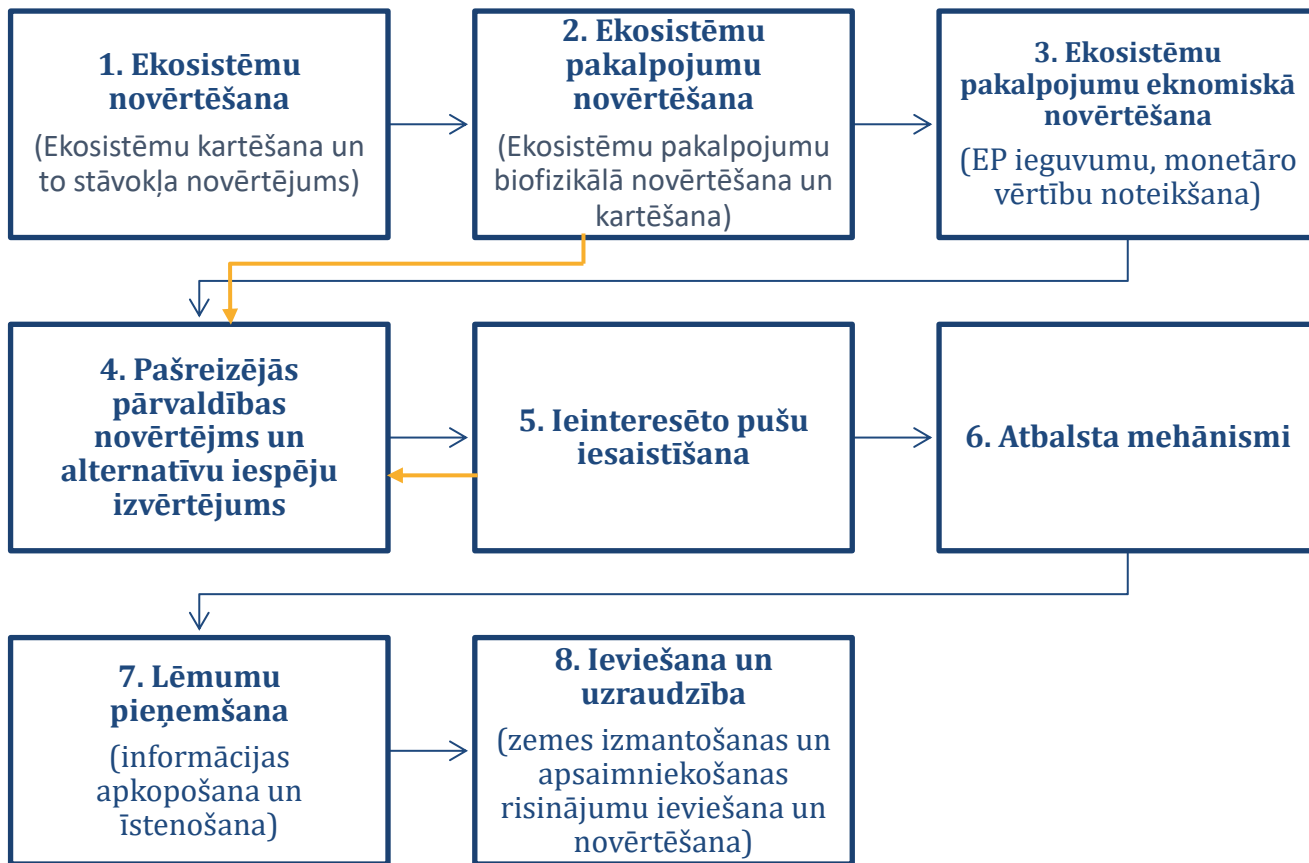 1. Ekosistēmu
novērtēšana
(Ekosistēmu kartēšana un
to stāvokļa novērtējums)
2. Ekosistēmu
pakalpojumu
novērtēšana
(Ekosistēmu pakalpojumu
biofizikālā novērtēšana un
kartēšana)
3. Ekosistēmu
pakalpojumu eknomiskā
novērtēšana
(EP ieguvumu, monetāro
vērtību noteikšana)
4. Pašreizējās
pārvaldības
novērtējms un
alternatīvu iespēju
izvērtējums
5. Ieinteresēto pušu
iesaistīšana
6. Atbalsta mehānismi
7. Lēmumu
pieņemšana
(informācijas
apkopošana un
īstenošana)
8. Ieviešana un
uzraudzība
(zemes izmantošanas un
apsaimniekošanas
risinājumu ieviešana un
novērtēšana)